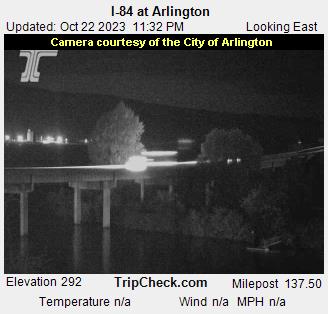 I-84 at Arlington
Updated: Oct 22 2023 11:32 PM Looking East
Camera courtesy of the City of Arlington
Elevation 292 TripCheck.com Milepost 137.50
Temperature n/a Wind n/a MPH n/a